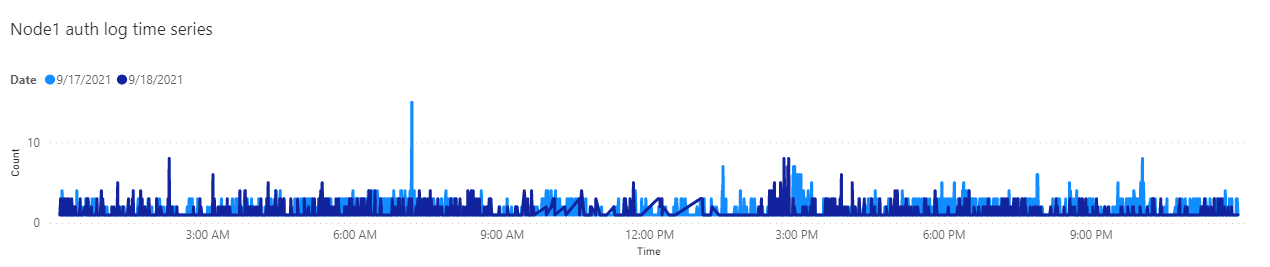 Node1 auth log time series
Date 9/17/2021 9/18/2021
Count
10
0
3:00 AM 6:00 AM 9:00 AM 12:00 PM 3:00 PM 6:00 PM 9:00 PM
Time